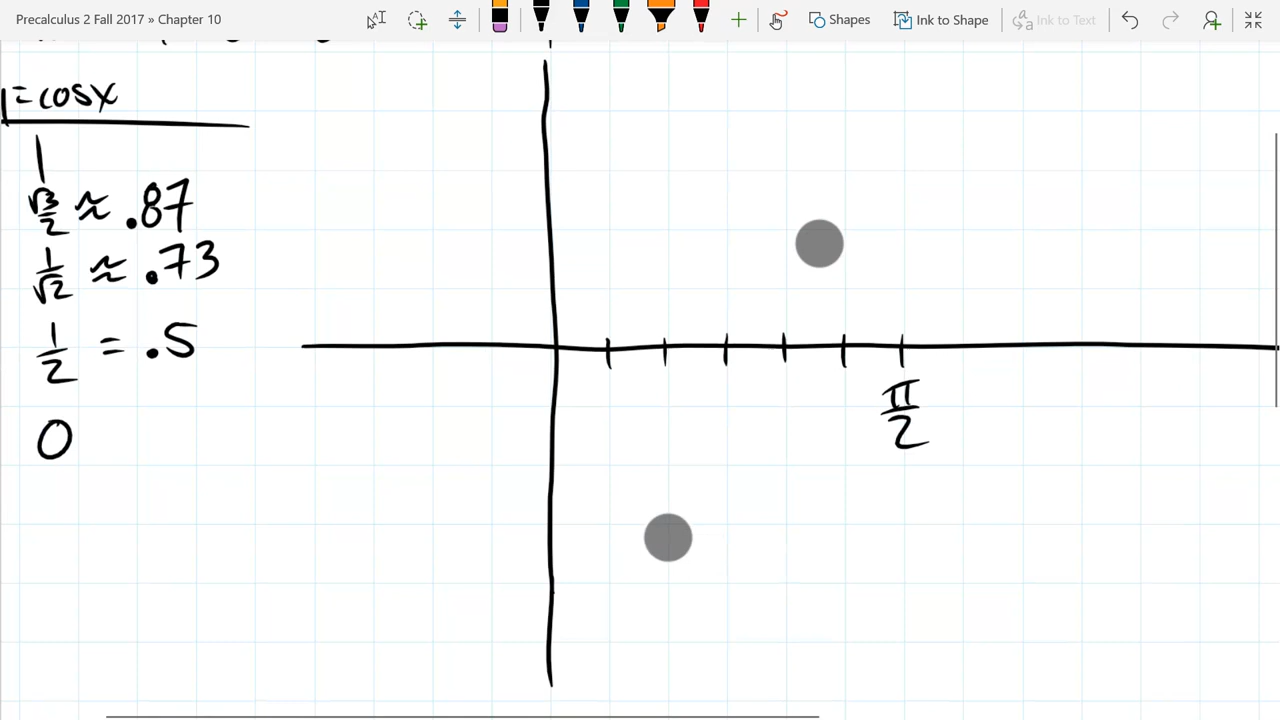 Precalculus 2 Fall 2017 » Chapter 10
Shapes
Ink to Shape
Ink to Text
=cosx
1
√3/2 ≈ .87
1/√2 ≈ .73
1/2 = .5
0
π/2